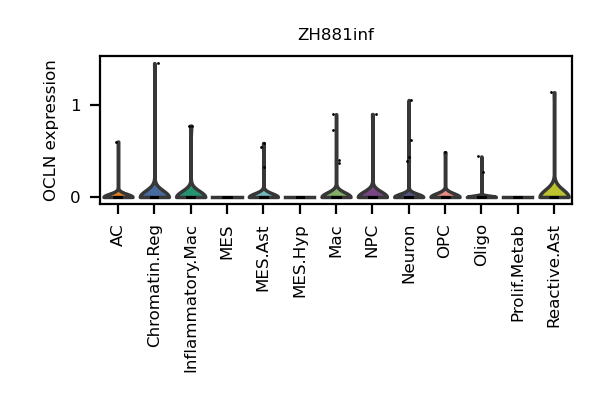 ZH881inf
OCLN expression
1
0
AC
Chromatin.Reg
Inflammatory.Mac
MES
MES.Ast
MES.Hyp
Mac
NPC
Neuron
OPC
Oligo
Prolif.Metab
Reactive.Ast